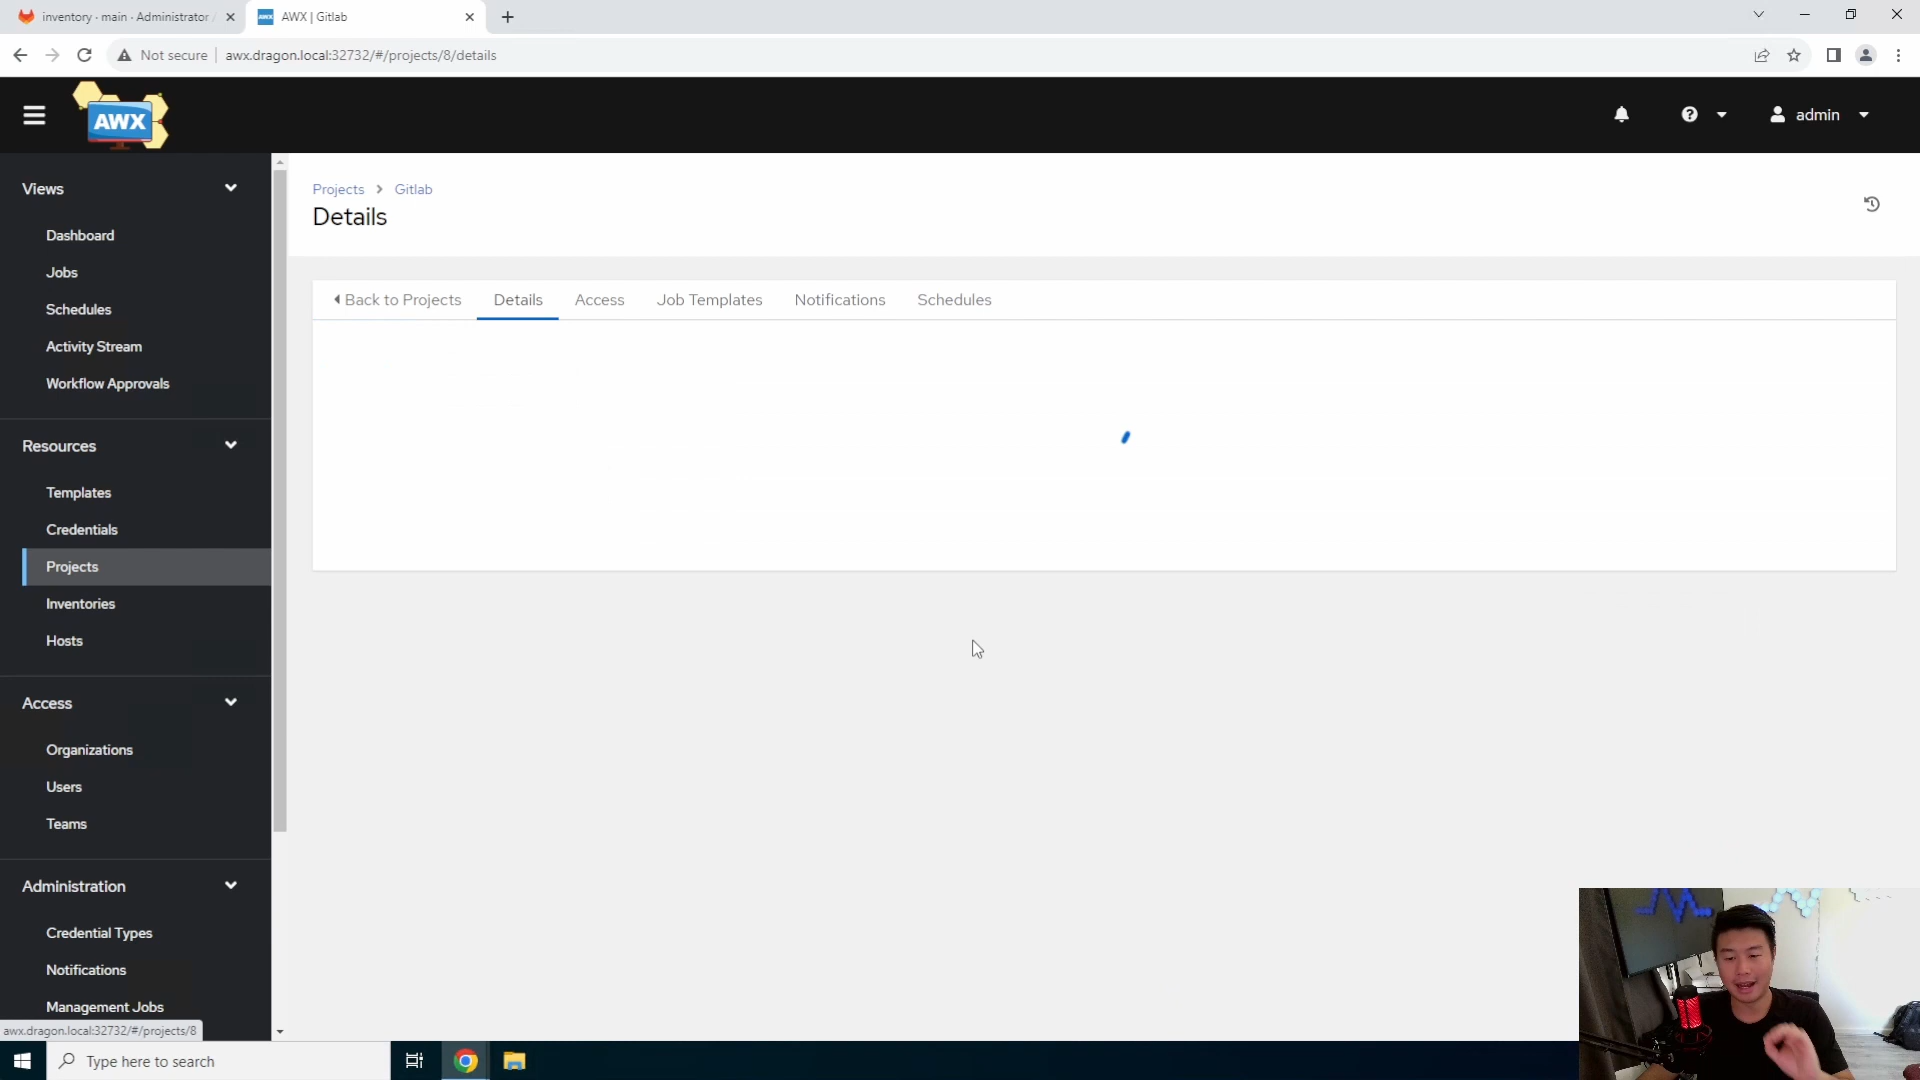 inventory · main · Administrator
AWX | Gitlab
Not secure
awx.dragon.local:32732/#/projects/8/details
AWX
admin
Views
Dashboard
Jobs
Schedules
Activity Stream
Workflow Approvals
Resources
Templates
Credentials
Projects
Inventories
Hosts
Access
Organizations
Users
Teams
Administration
Credential Types
Notifications
Management Jobs
awx.dragon.local:32732/#/projects/8
Projects
Gitlab
Details
Back to Projects
Details
Access
Job Templates
Notifications
Schedules
Type here to search